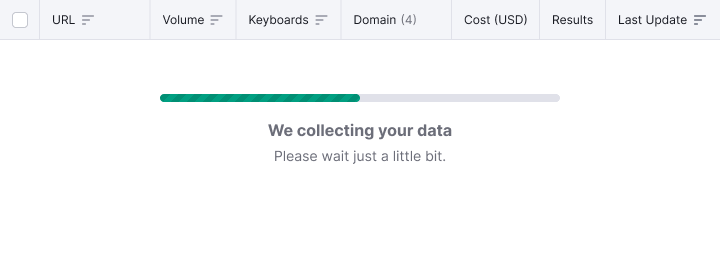 URL Volume Keyboards Domain (4) Cost (USD) Results Last Update
We collecting your data
Please wait just a little bit.